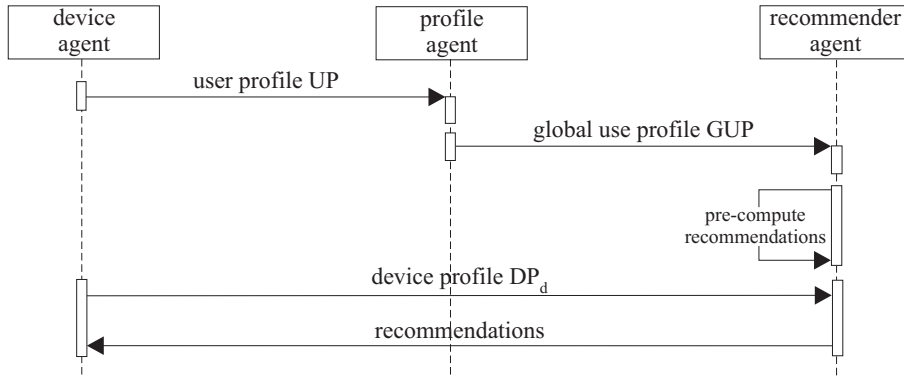 device
agent
profile
agent
recommender
agent
user profile UP
global use profile GUP
pre-compute
recommendations
device profile DP_d
recommendations